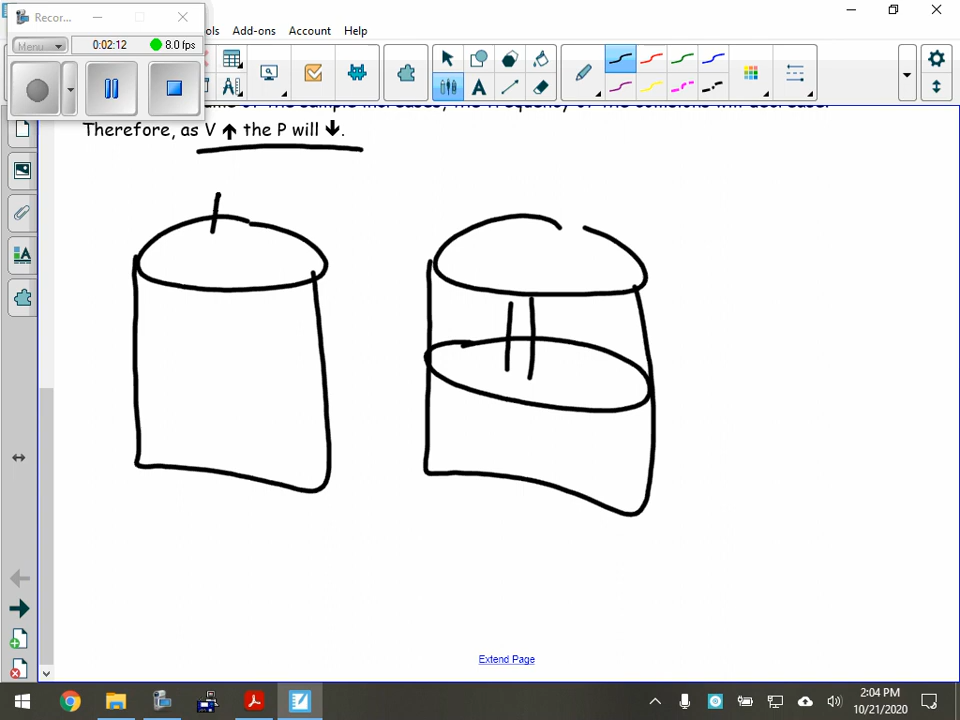 Recor...
Menu
0:02:12
8.0 fps
ols Add-ons Account Help
Therefore, as V ↑ the P will ↓.
Extend Page
2:04 PM
10/21/2020